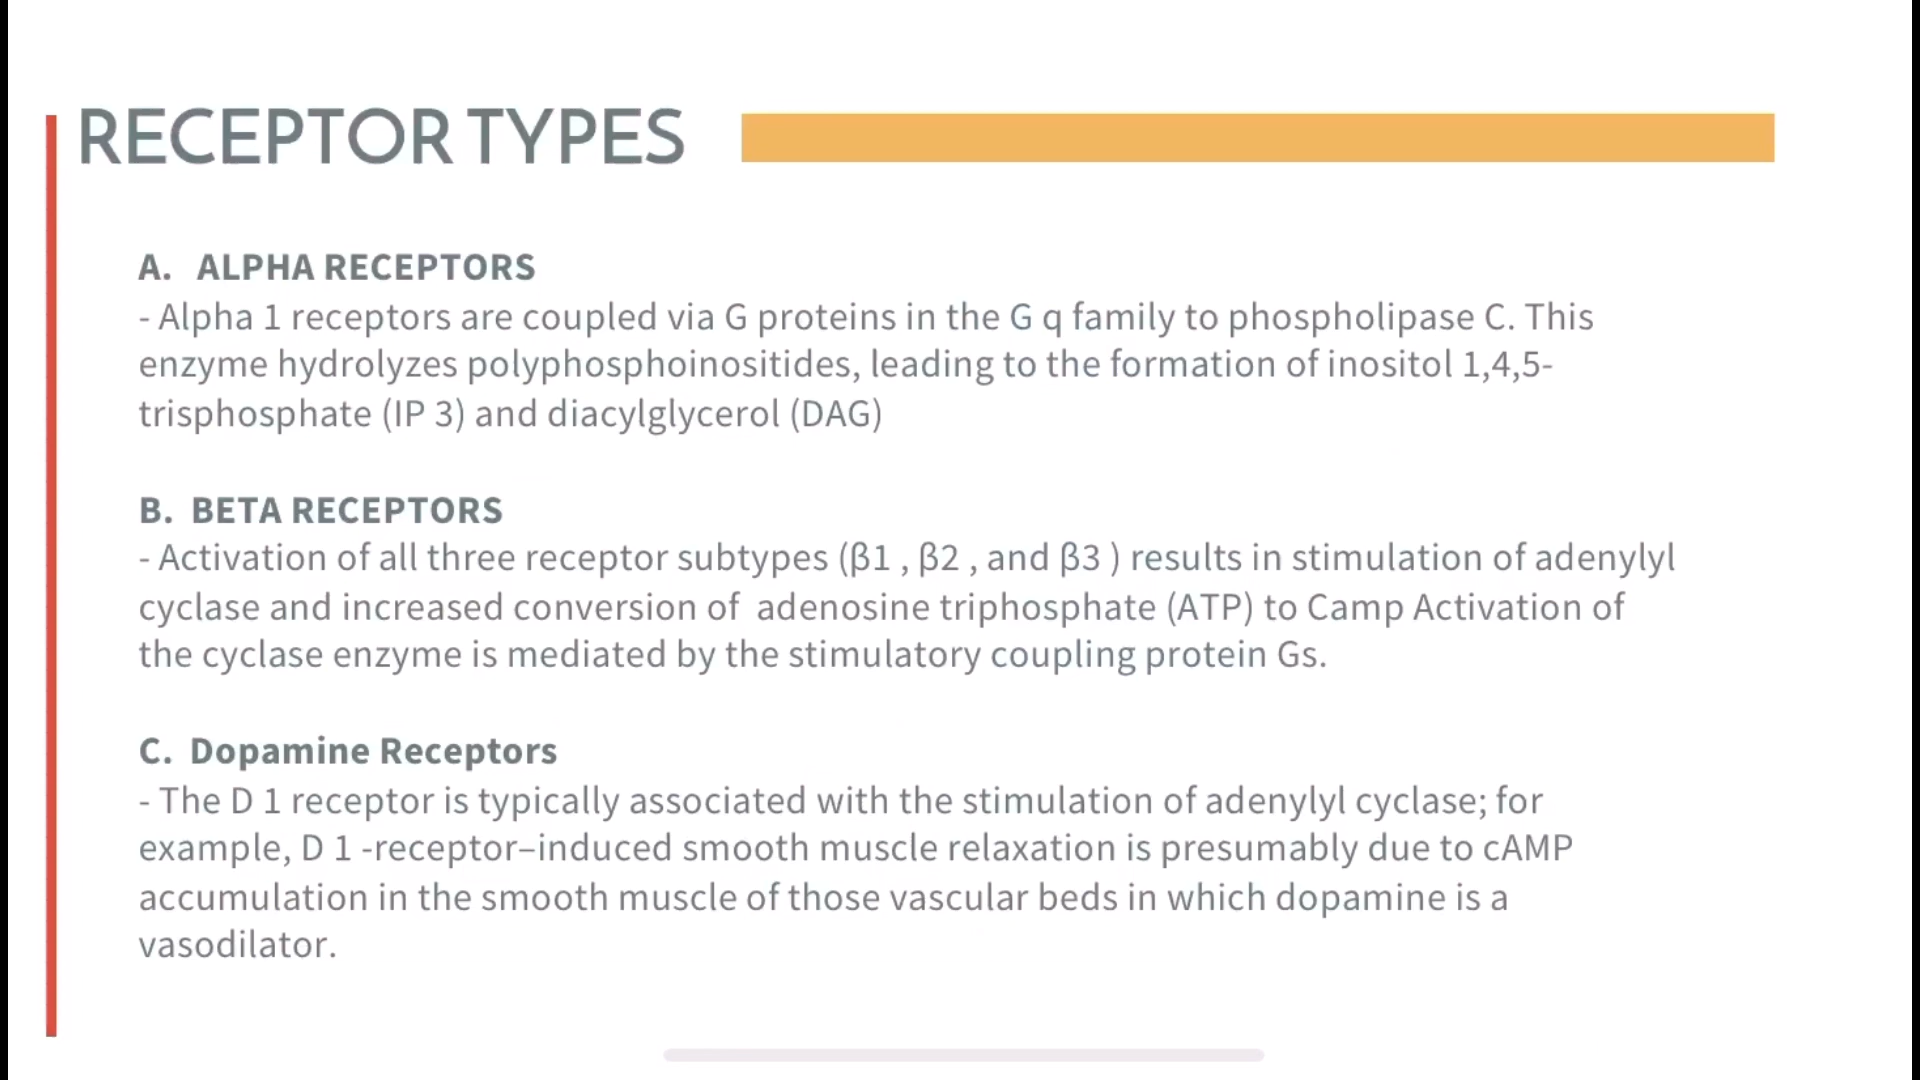 RECEPTOR TYPES
A. ALPHA RECEPTORS
- Alpha 1 receptors are coupled via G proteins in the G q family to phospholipase C. This
enzyme hydrolyzes polyphosphoinositides, leading to the formation of inositol 1,4,5-
trisphosphate (IP 3) and diacylglycerol (DAG)
B. BETA RECEPTORS
- Activation of all three receptor subtypes (β1 , β2 , and β3 ) results in stimulation of adenylyl
cyclase and increased conversion of adenosine triphosphate (ATP) to Camp Activation of
the cyclase enzyme is mediated by the stimulatory coupling protein Gs.
C. Dopamine Receptors
- The D 1 receptor is typically associated with the stimulation of adenylyl cyclase; for
example, D 1 -receptor–induced smooth muscle relaxation is presumably due to cAMP
accumulation in the smooth muscle of those vascular beds in which dopamine is a
vasodilator.